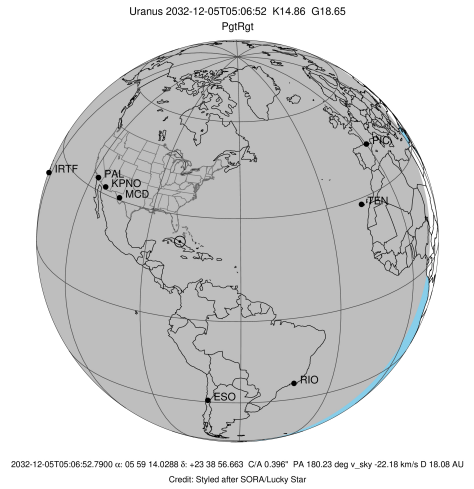 Uranus 2032-12-05T05:06:52 K14.86 G18.65
PgtRgt
PIC
IRTF
PAL
KPNO
MCD
TEN
RIO
ESO
2032-12-05T05:06:52.7900 α: 05 59 14.0288 δ: +23 38 56.663 C/A 0.396" PA 180.23 deg v_sky -22.18 km/s D 18.08 AU
Credit: Styled after SORA/Lucky Star